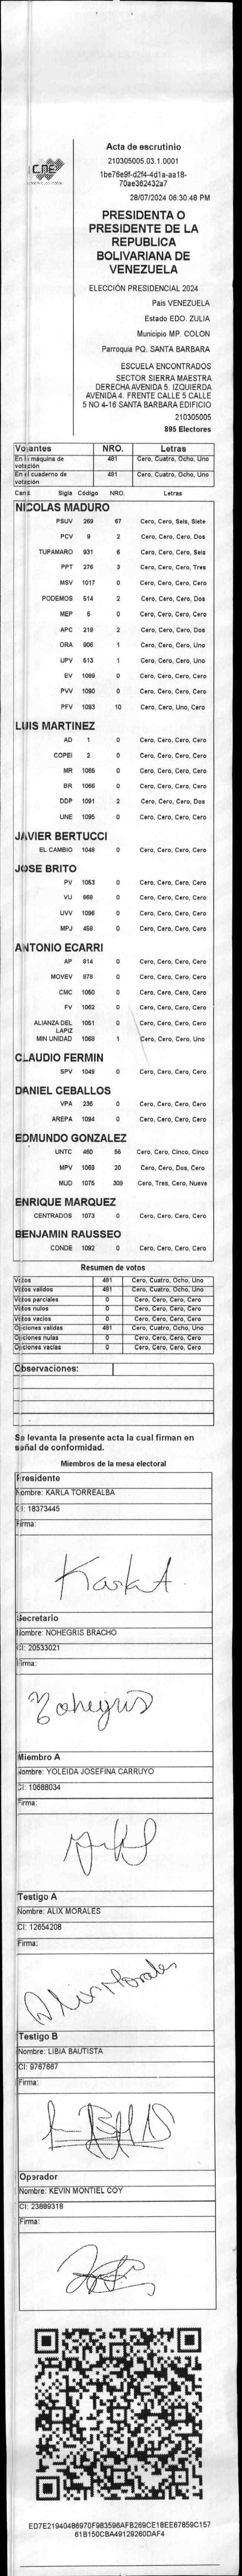 CNE
Acta de escrutinio
210305005.03.1.0001
1be76e9f-d2f4-4d1a-aa18-
70ae362432a7
28/07/2024 06:30:48 PM
PRESIDENTA O
PRESIDENTE DE LA
REPUBLICA
BOLIVARIANA DE
VENEZUELA
ELECCIÓN PRESIDENCIAL 2024
Pais VENEZUELA
Estado EDO. ZULIA
Municipio MP. COLON
Parroquia PQ. SANTA BARBARA
ESCUELA ENCONTRADOS
SECTOR SIERRA MAESTRA
DERECHA AVENIDA 5. IZQUIERDA
AVENIDA 4. FRENTE CALLE 5 CALLE
5 NO 4-16 SANTA BARBARA EDIFICIO
210305005
895 Electores
Votantes NRO. Letras
En la máquina de votación 481 Cero, Cuatro, Ocho, Uno
En el cuaderno de votación 481 Cero, Cuatro, Ocho, Uno
Cand. Sigla Código NRO. Letras
NICOLAS MADURO
PSUV 269 67 Cero, Cero, Seis, Siete
PCV 9 2 Cero, Cero, Cero, Dos
TUPAMARO 931 6 Cero, Cero, Cero, Seis
PPT 276 3 Cero, Cero, Cero, Tres
MSV 1017 0 Cero, Cero, Cero, Cero
PODEMOS 514 2 Cero, Cero, Cero, Dos
MEP 6 0 Cero, Cero, Cero, Cero
APC 219 2 Cero, Cero, Cero, Dos
ORA 906 1 Cero, Cero, Cero, Uno
UPV 513 1 Cero, Cero, Cero, Uno
EV 1089 0 Cero, Cero, Cero, Cero
PVV 1090 0 Cero, Cero, Cero, Cero
PFV 1093 10 Cero, Cero, Uno, Cero
LUIS MARTINEZ
AD 1 0 Cero, Cero, Cero, Cero
COPEI 2 0 Cero, Cero, Cero, Cero
MR 1065 0 Cero, Cero, Cero, Cero
BR 1066 0 Cero, Cero, Cero, Cero
DDP 1091 2 Cero, Cero, Cero, Dos
UNE 1095 0 Cero, Cero, Cero, Cero
JAVIER BERTUCCI
EL CAMBIO 1048 0 Cero, Cero, Cero, Cero
JOSE BRITO
PV 1053 0 Cero, Cero, Cero, Cero
VU 868 0 Cero, Cero, Cero, Cero
UVV 1096 0 Cero, Cero, Cero, Cero
MPJ 458 0 Cero, Cero, Cero, Cero
ANTONIO ECARRI
AP 914 0 Cero, Cero, Cero, Cero
MOVEV 978 0 Cero, Cero, Cero, Cero
CMC 1050 0 Cero, Cero, Cero, Cero
FV 1062 0 Cero, Cero, Cero, Cero
ALIANZA DEL LAPIZ 1051 0 Cero, Cero, Cero, Cero
MIN UNIDAD 1068 1 Cero, Cero, Cero, Uno
CLAUDIO FERMIN
SPV 1049 0 Cero, Cero, Cero, Cero
DANIEL CEBALLOS
VPA 236 0 Cero, Cero, Cero, Cero
AREPA 1094 0 Cero, Cero, Cero, Cero
EDMUNDO GONZALEZ
UNTC 460 55 Cero, Cero, Cinco, Cinco
MPV 1069 20 Cero, Cero, Dos, Cero
MUD 1075 309 Cero, Tres, Cero, Nueve
ENRIQUE MARQUEZ
CENTRADOS 1073 0 Cero, Cero, Cero, Cero
BENJAMIN RAUSSEO
CONDE 1092 0 Cero, Cero, Cero, Cero
Resumen de votos
Votos 481 Cero, Cuatro, Ocho, Uno
Votos validos 481 Cero, Cuatro, Ocho, Uno
Votos parciales 0 Cero, Cero, Cero, Cero
Votos nulos 0 Cero, Cero, Cero, Cero
Votos vacios 0 Cero, Cero, Cero, Cero
Opciones validas 481 Cero, Cuatro, Ocho, Uno
Opciones nulas 0 Cero, Cero, Cero, Cero
Opciones vacias 0 Cero, Cero, Cero, Cero
Observaciones:
Se levanta la presente acta la cual firman en
señal de conformidad.
Miembros de la mesa electoral
Presidente
Nombre: KARLA TORREALBA
CI: 18373445
Firma:
Karla T.
Secretario
Nombre: NOHEGRIS BRACHO
CI: 20533021
Firma:
Nohegris
Miembro A
Nombre: YOLEIDA JOSEFINA CARRUYO
CI: 10688034
Firma:
Testigo A
Nombre: ALIX MORALES
CI: 12654208
Firma:
Alix Morales
Testigo B
Nombre: LIBIA BAUTISTA
CI: 9767667
Firma:
Operador
Nombre: KEVIN MONTIEL COY
CI: 23889318
Firma:
ED7E21940486970F983596AFB269CE18EE67859C157
61B150CBA49129260DAF4